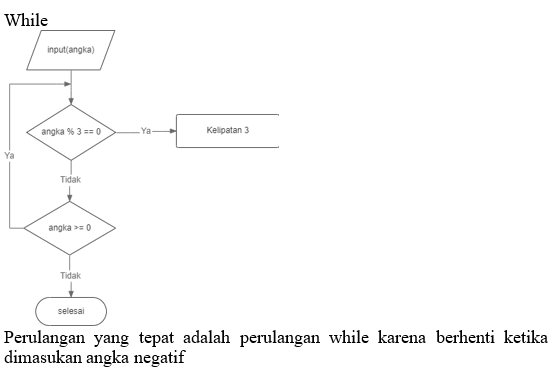 While
input(angka)
angka % 3 == 0
Ya
Kelipatan 3
Ya
Tidak
angka >= 0
Tidak
selesai
Perulangan yang tepat adalah perulangan while karena berhenti ketika
dimasukan angka negatif